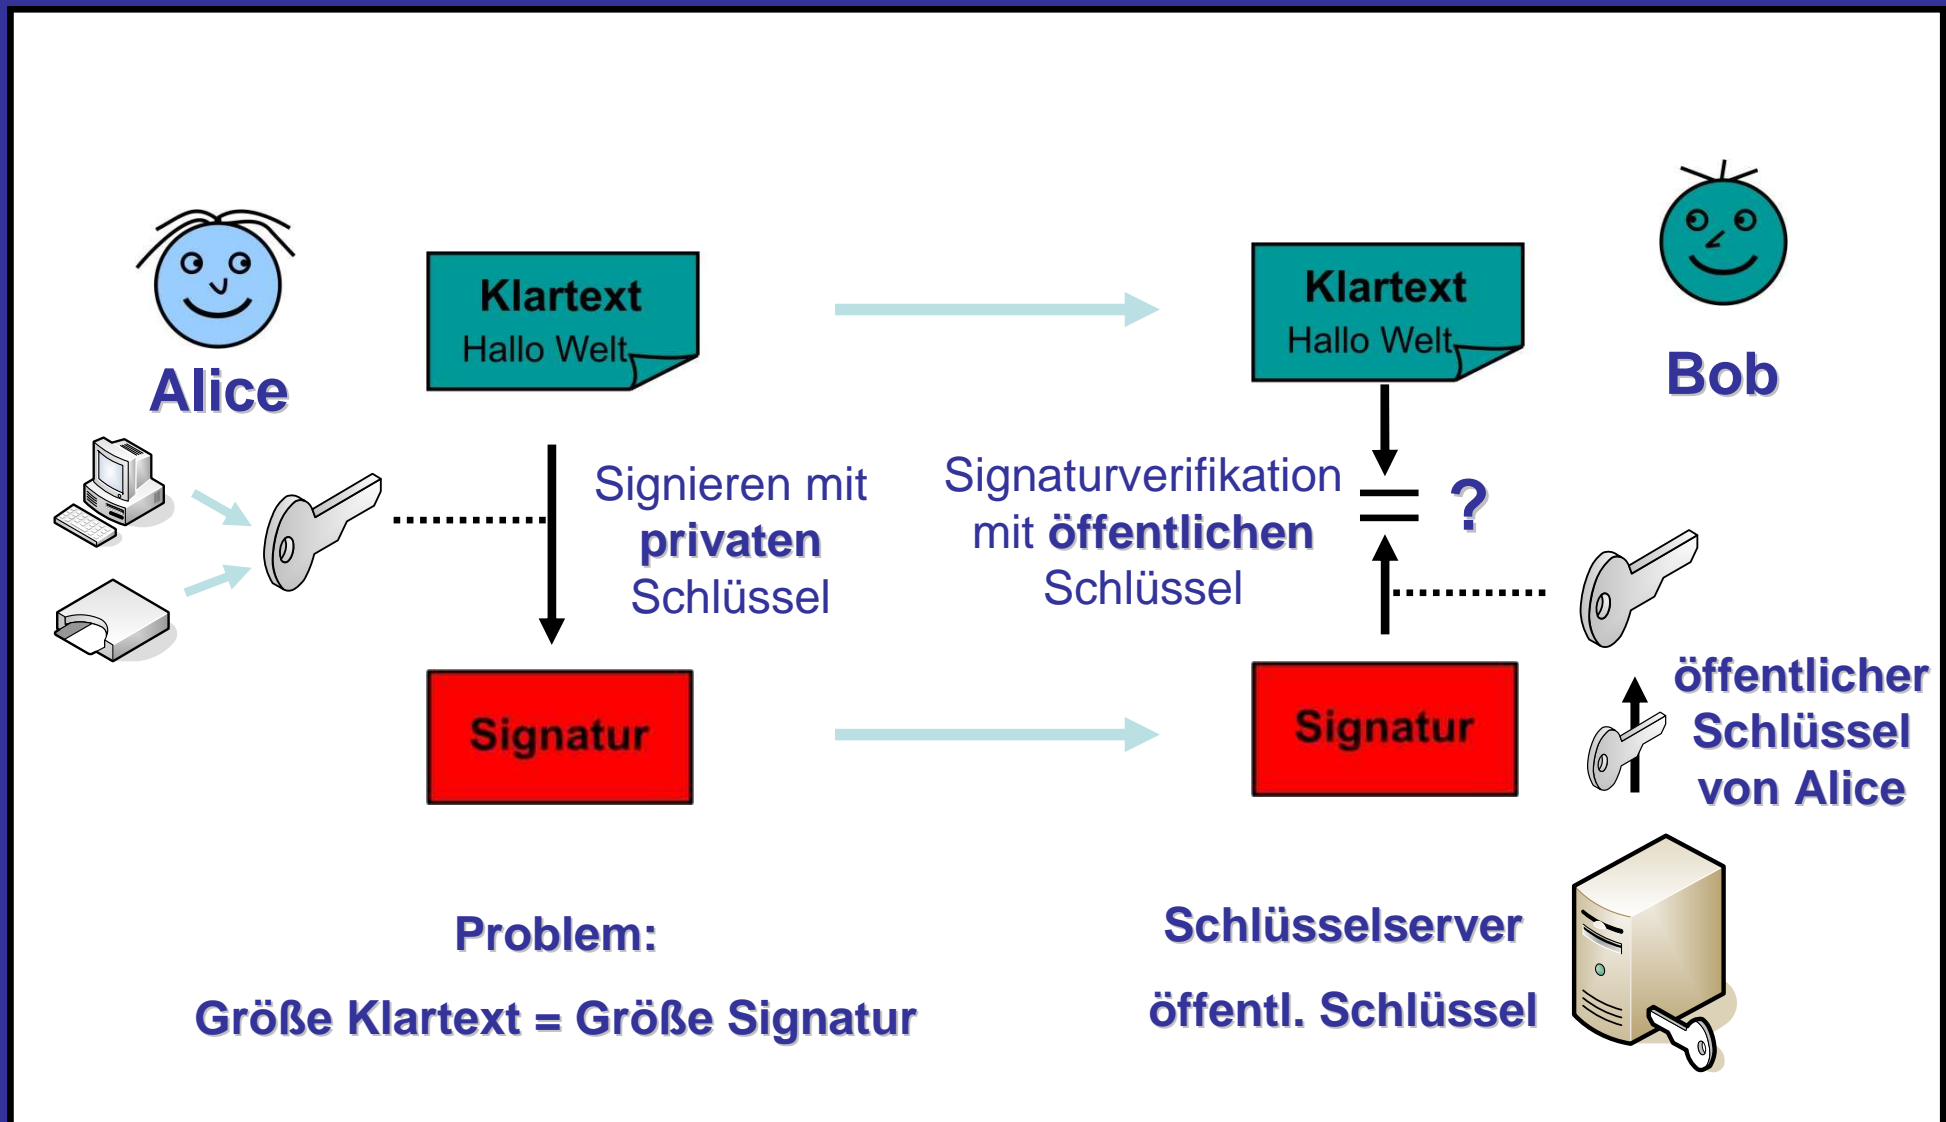 Klartext
Hallo Welt
Alice
Signieren mit
privaten
Schlüssel
Signatur
Klartext
Hallo Welt
Bob
Signaturverifikation
mit öffentlichen
Schlüssel
?
Signatur
öffentlicher
Schlüssel
von Alice
Problem:
Größe Klartext = Größe Signatur
Schlüsselserver
öffentl. Schlüssel